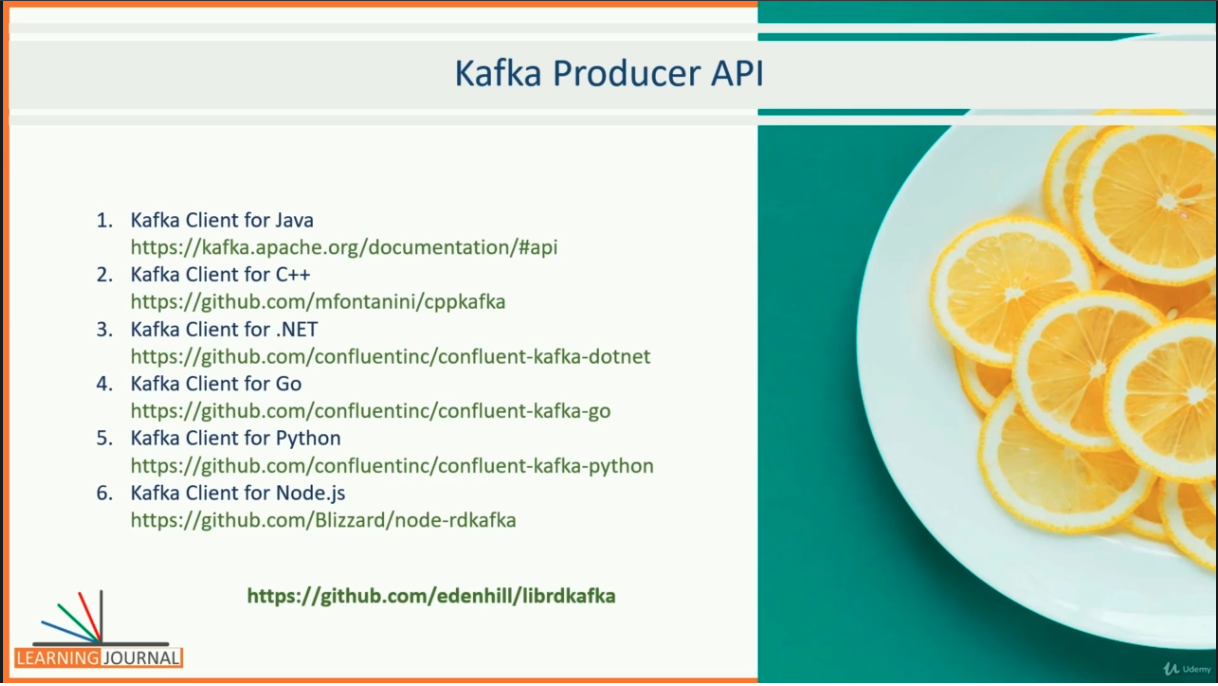 Kafka Producer API
1. Kafka Client for Java
https://kafka.apache.org/documentation/#api
2. Kafka Client for C++
https://github.com/mfontanini/cppkafka
3. Kafka Client for .NET
https://github.com/confluentinc/confluent-kafka-dotnet
4. Kafka Client for Go
https://github.com/confluentinc/confluent-kafka-go
5. Kafka Client for Python
https://github.com/confluentinc/confluent-kafka-python
6. Kafka Client for Node.js
https://github.com/Blizzard/node-rdkafka
https://github.com/edenhill/librdkafka
LEARNING JOURNAL
Udemy